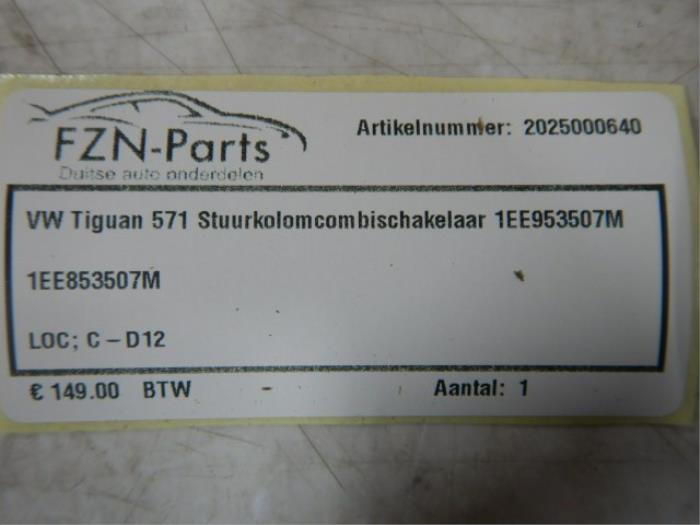 FZN-Parts
Duitse auto onderdelen
Artikelnummer: 2025000640
VW Tiguan 571 Stuurkolomcombischakelaar 1EE953507M
1EE853507M
LOC; C – D12
€ 149.00 BTW -
Aantal: 1